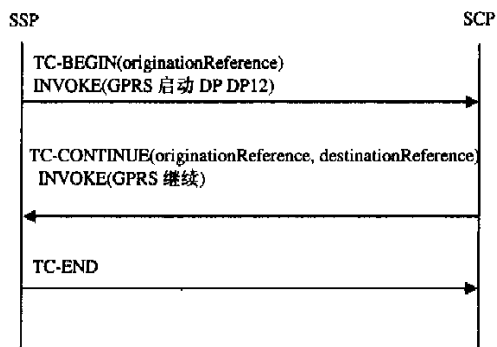 SSP SCP
TC-BEGIN(originationReference)
INVOKE(GPRS 启动 DP DP12)
TC-CONTINUE(originationReference, destinationReference)
INVOKE(GPRS 继续)
TC-END